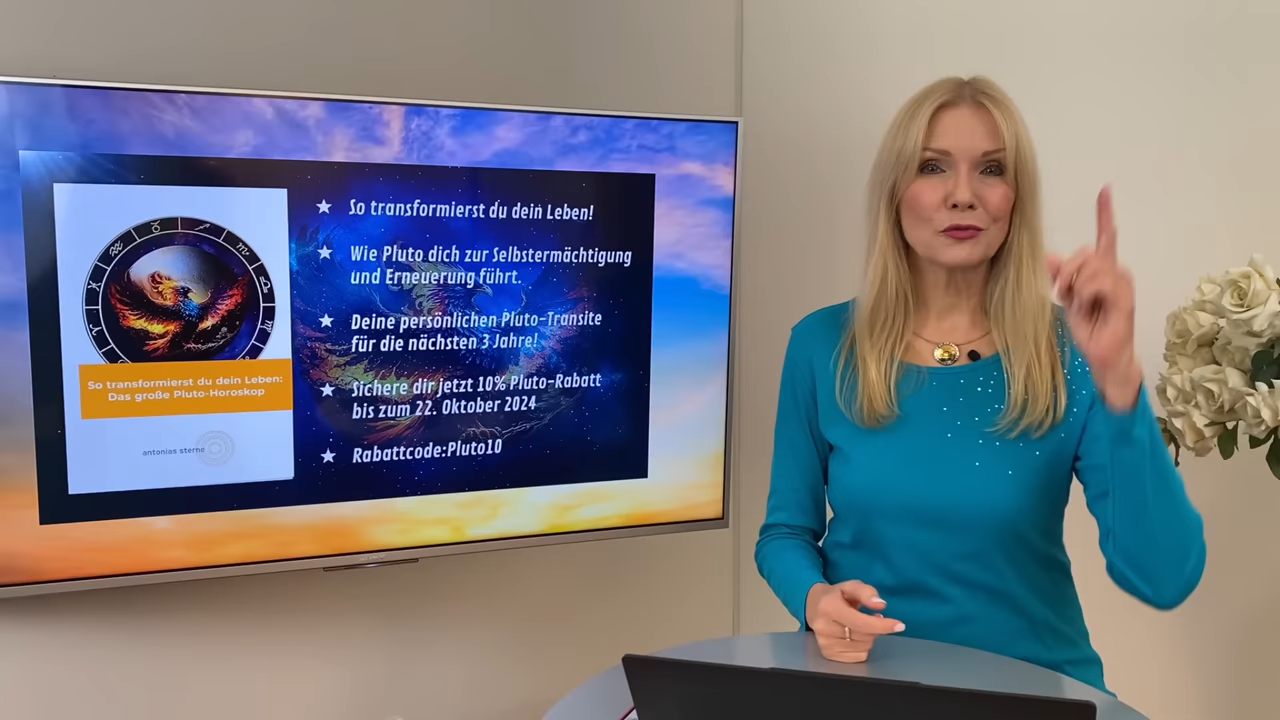 So transformierst du dein Leben:
Das große Pluto-Horoskop
antonias sterne
So transformierst du dein Leben!
Wie Pluto dich zur Selbstermächtigung
und Erneuerung führt.
Deine persönlichen Pluto-Transite
für die nächsten 3 Jahre!
Sichere dir jetzt 10% Pluto-Rabatt
bis zum 22. Oktober 2024
Rabattcode:Pluto10